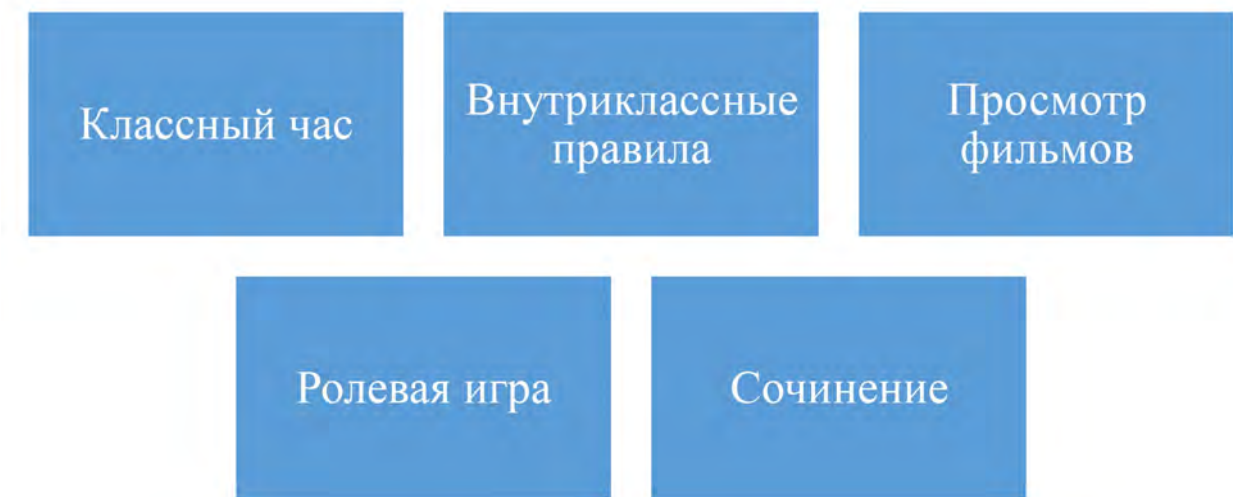 Классный час
Внутриклассные
правила
Просмотр
фильмов
Ролевая игра
Сочинение